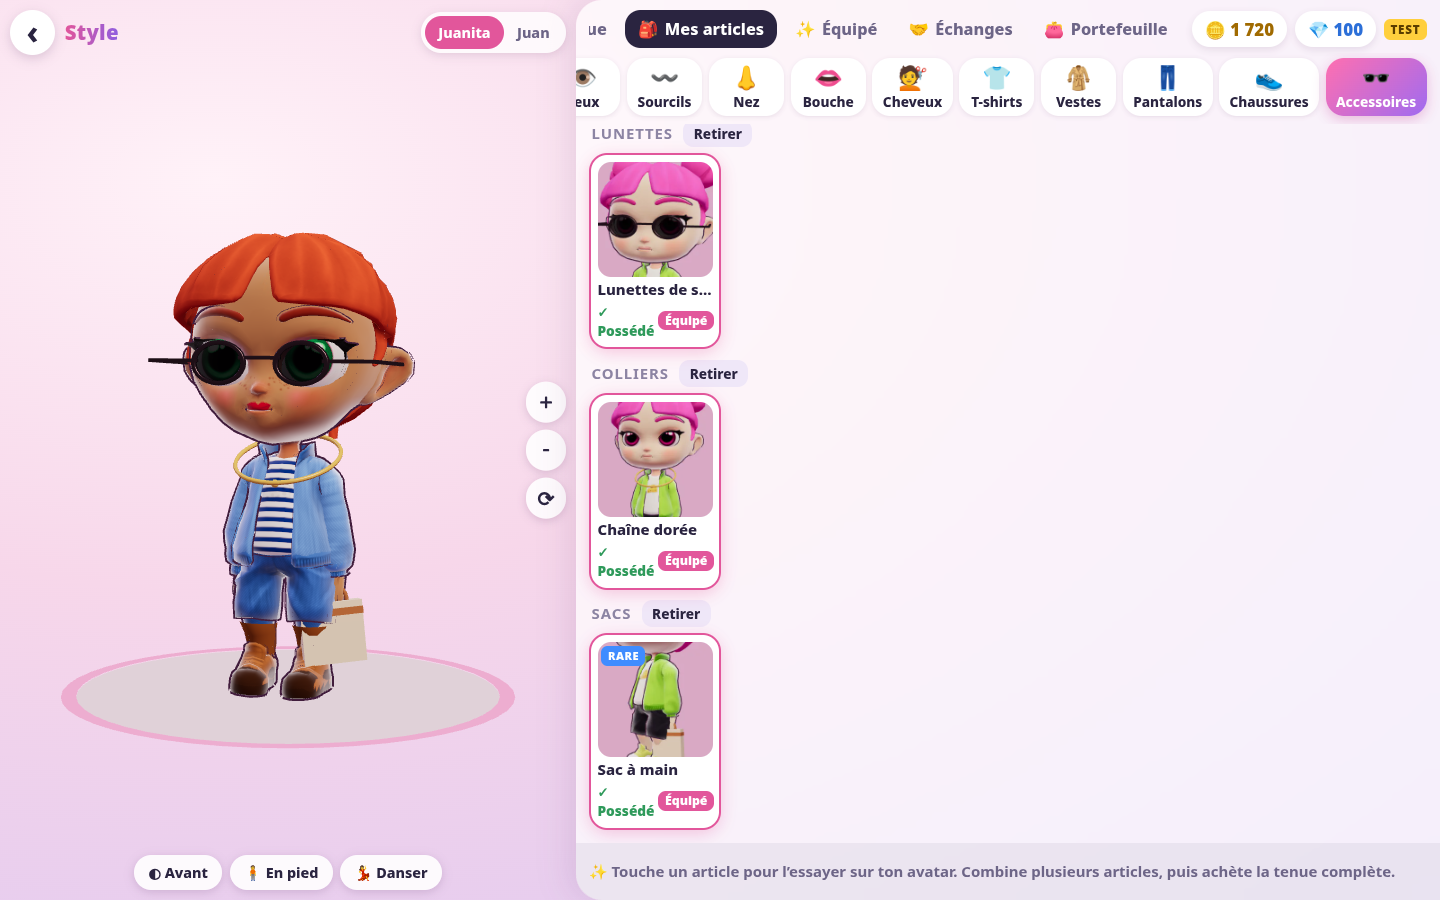 Style
Juanita
Juan
ue
Mes articles
Équipé
Échanges
Portefeuille
1 720
100
TEST
eux
Sourcils
Nez
Bouche
Cheveux
T-shirts
Vestes
Pantalons
Chaussures
Accessoires
LUNETTES
Retirer
Lunettes de s...
✓
Possédé
Équipé
COLLIERS
Retirer
Chaîne dorée
✓
Possédé
Équipé
SACS
Retirer
RARE
Sac à main
✓
Possédé
Équipé
+
-
Avant
En pied
Danser
Touche un article pour l’essayer sur ton avatar. Combine plusieurs articles, puis achète la tenue complète.